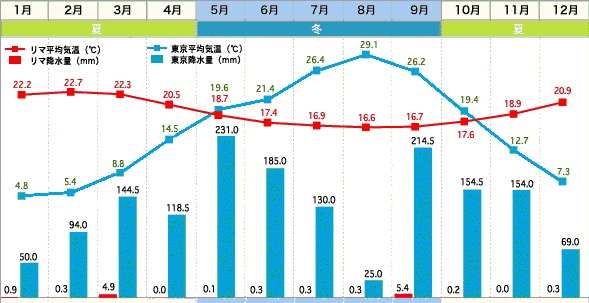 1月 2月 3月 4月 5月 6月 7月 8月 9月 10月 11月 12月
夏 冬 夏
リマ平均気温（℃） 東京平均気温（℃）
リマ降水量（mm） 東京降水量（mm）
22.2 22.7 22.3 20.5 18.7 17.4 16.9 16.6 16.7 17.6 18.9 20.9
4.8 5.4 8.8 14.5 19.6 21.4 26.4 29.1 26.2 19.4 12.7 7.3
50.0 94.0 144.5 118.5 231.0 185.0 130.0 25.0 214.5 154.5 154.0 69.0
0.9 0.3 4.9 0.0 0.1 0.3 0.3 0.3 5.4 0.2 0.0 0.3